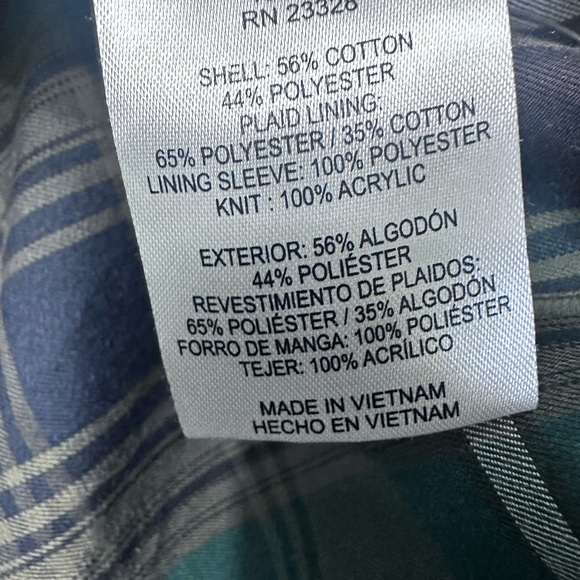 RN 23328
SHELL: 56% COTTON
44% POLYESTER
PLAID LINING:
65% POLYESTER / 35% COTTON
LINING SLEEVE: 100% POLYESTER
KNIT : 100% ACRYLIC
EXTERIOR: 56% ALGODÓN
44% POLIÉSTER
REVESTIMIENTO DE PLAIDOS:
65% POLIÉSTER / 35% ALGODÓN
FORRO DE MANGA: 100% POLIÉSTER
TEJER: 100% ACRÍLICO
MADE IN VIETNAM
HECHO EN VIETNAM